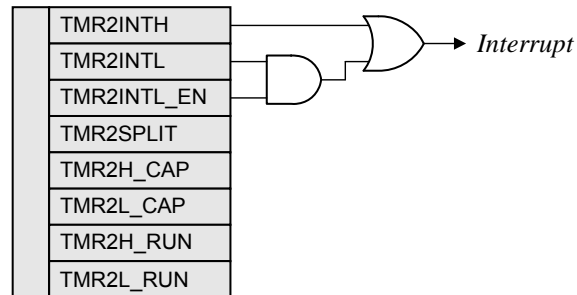 TMR2INTH
Interrupt
TMR2INTL
TMR2INTL_EN
TMR2SPLIT
TMR2H_CAP
TMR2L_CAP
TMR2H_RUN
TMR2L_RUN